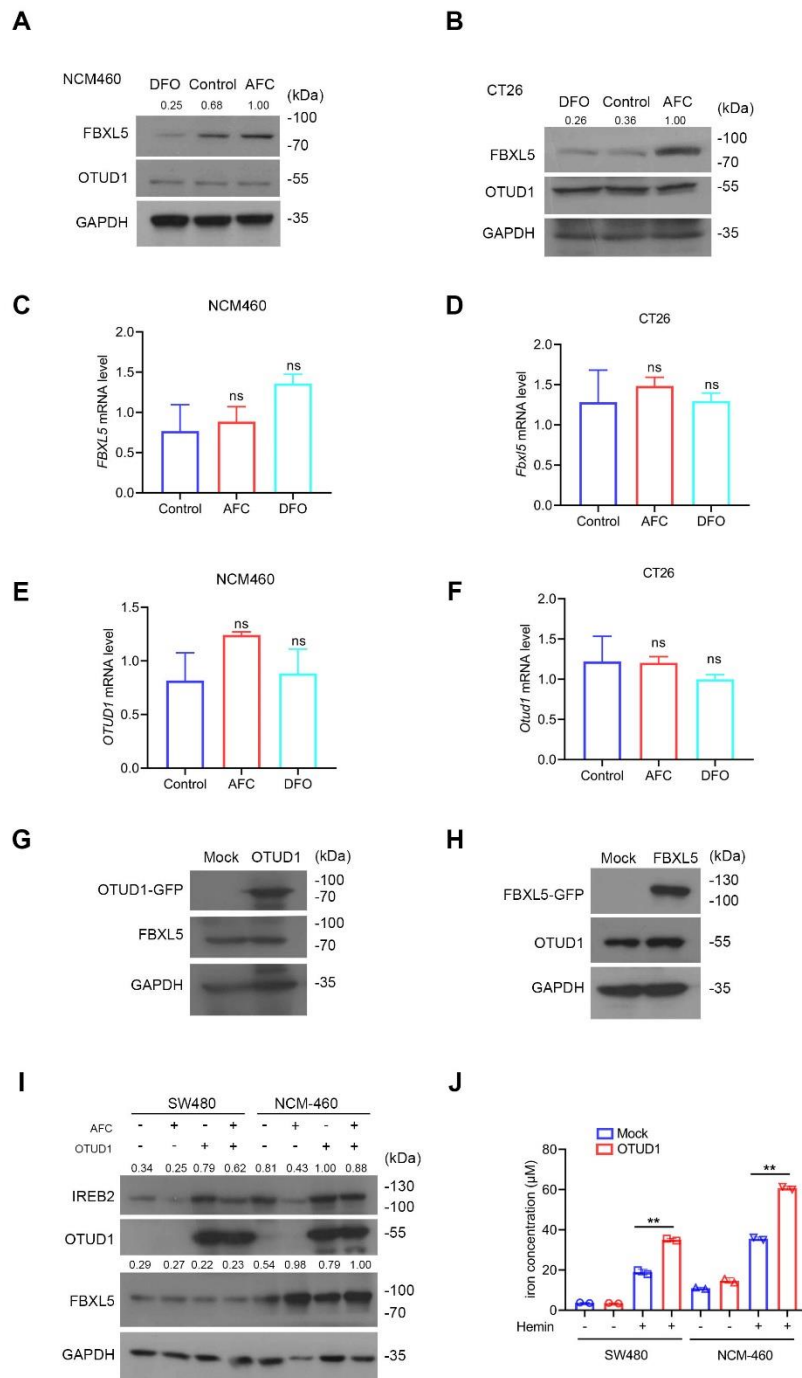 A
NCM460
DFO Control AFC
0.25 0.68 1.00
(kDa)
FBXL5
-100
-70
OTUD1
-55
GAPDH
-35
B
CT26
DFO Control AFC
0.26 0.36 1.00
(kDa)
FBXL5
-100
-70
OTUD1
-55
GAPDH
-35
C
NCM460
FBXL5 mRNA level
2.0
1.5
1.0
0.5
0.0
ns
ns
Control AFC DFO
D
CT26
Fbxl5 mRNA level
2.0
1.5
1.0
0.5
0.0
ns
ns
Control AFC DFO
E
NCM460
OTUD1 mRNA level
1.5
1.0
0.5
0.0
ns
ns
Control AFC DFO
F
CT26
Otud1 mRNA level
2.0
1.5
1.0
0.5
0.0
ns
ns
Control AFC DFO
G
Mock OTUD1 (kDa)
OTUD1-GFP
-100
-70
FBXL5
-100
-70
GAPDH
-35
H
Mock FBXL5 (kDa)
FBXL5-GFP
-130
-100
OTUD1
-55
GAPDH
-35
I
SW480 NCM-460
AFC - + - + - + - +
OTUD1 - - + + - - + +
(kDa)
0.34 0.25 0.79 0.62 0.81 0.43 1.00 0.88
IREB2
-130
-100
OTUD1
-55
0.29 0.27 0.22 0.23 0.54 0.98 0.79 1.00
FBXL5
-100
-70
GAPDH
-35
J
Mock
OTUD1
iron concentration (μM)
80
60
40
20
0
**
**
Hemin - - + + - - + +
SW480 NCM-460